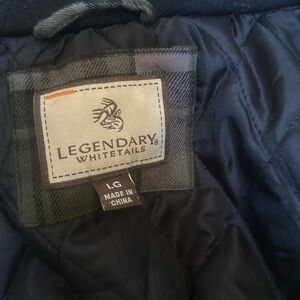 LEGENDARY®
WHITETAILS
LG
MADE IN
CHINA